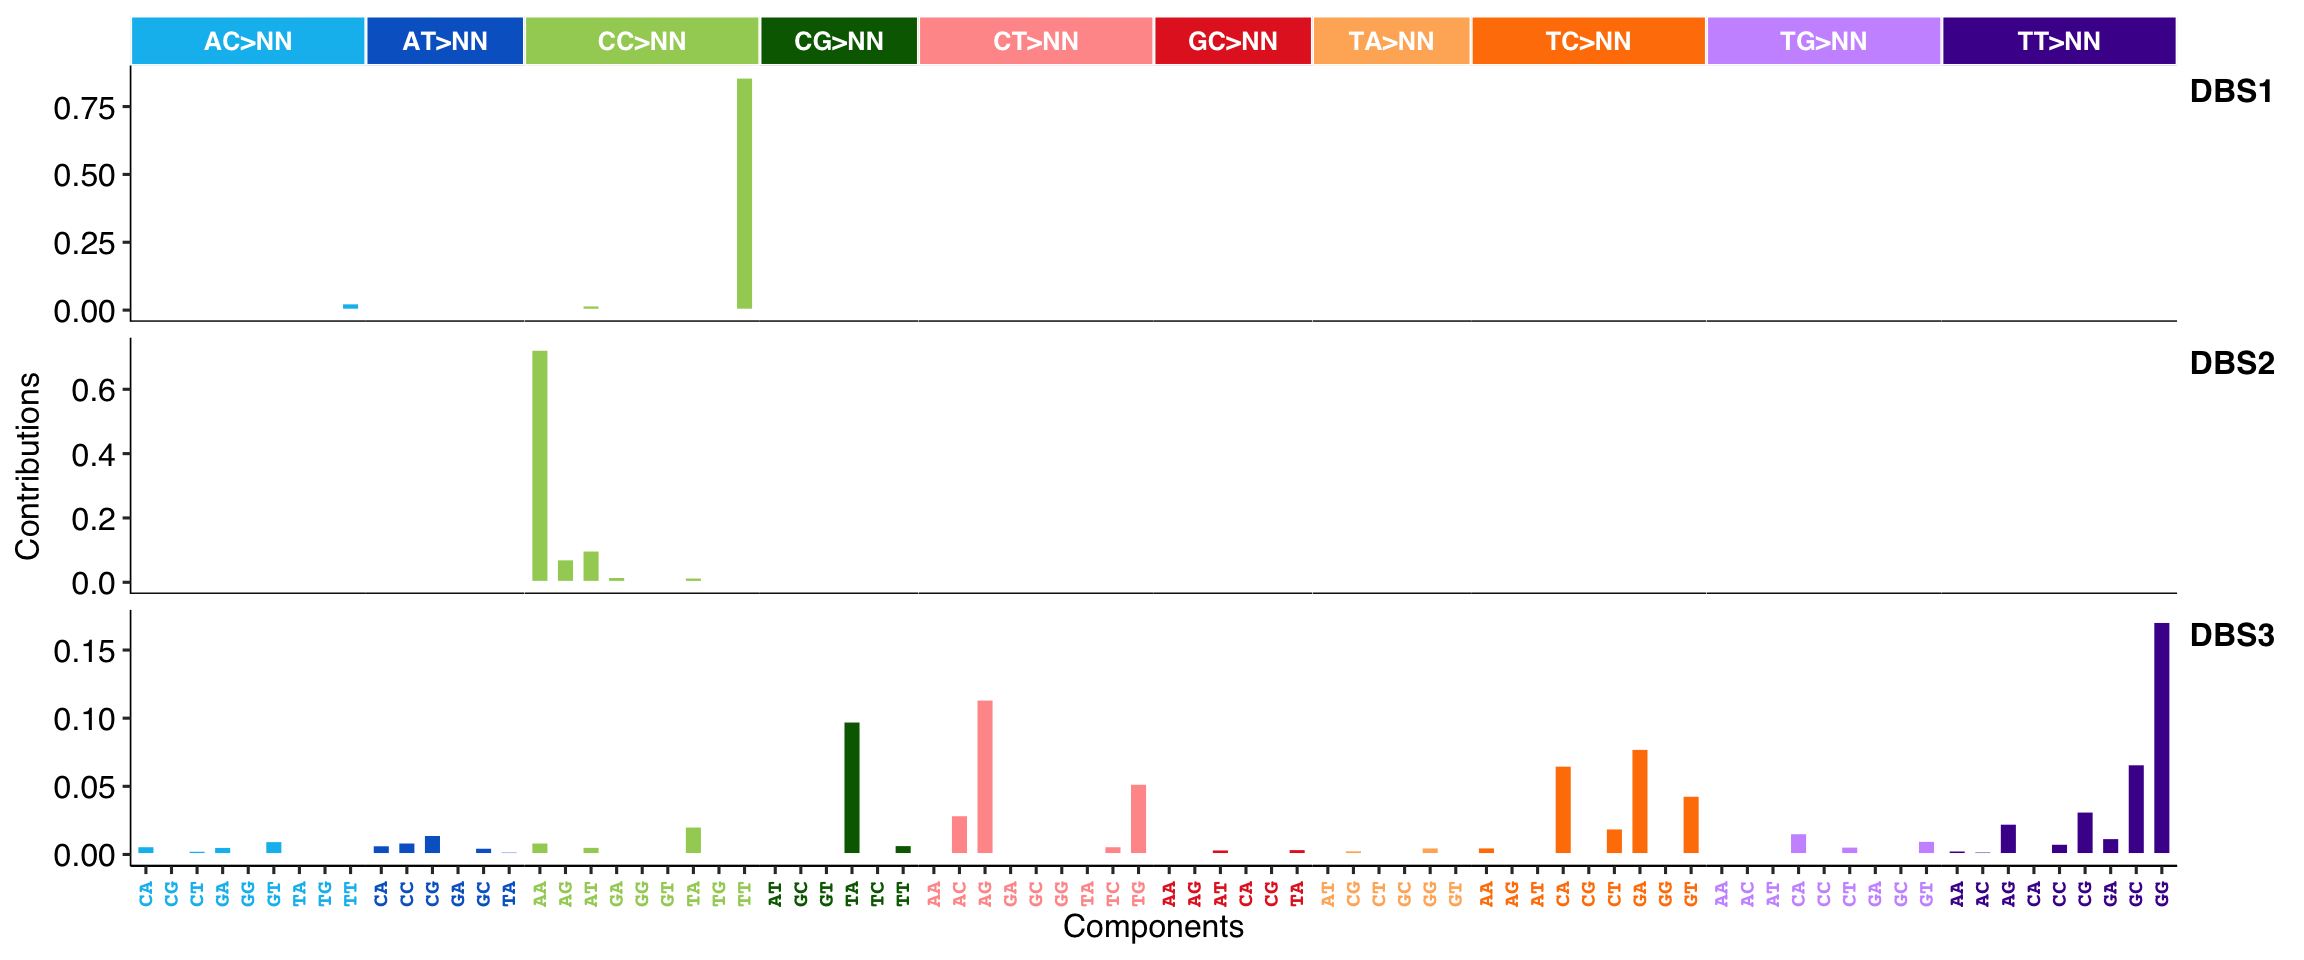 AC>NN AT>NN CC>NN CG>NN CT>NN GC>NN TA>NN TC>NN TG>NN TT>NN
DBS1
0.75
0.50
0.25
0.00
DBS2
0.6
0.4
0.2
0.0
DBS3
0.15
0.10
0.05
0.00
Contributions
CA CG CT GA GG GT TA TG TT CA CC CG GA GC TA AA AG AT GA GG GT TA TG TT AT GC GT TA TC TT AA AC AG GA GC GG TA TC TG AA AG AT CA CG TA AT CG CT GC GG GT AA AG AT CA CG CT GA GG GT AA AC AT CA CC CT GA GC GT AA AC AG CA CC CG GA GC GG
Components